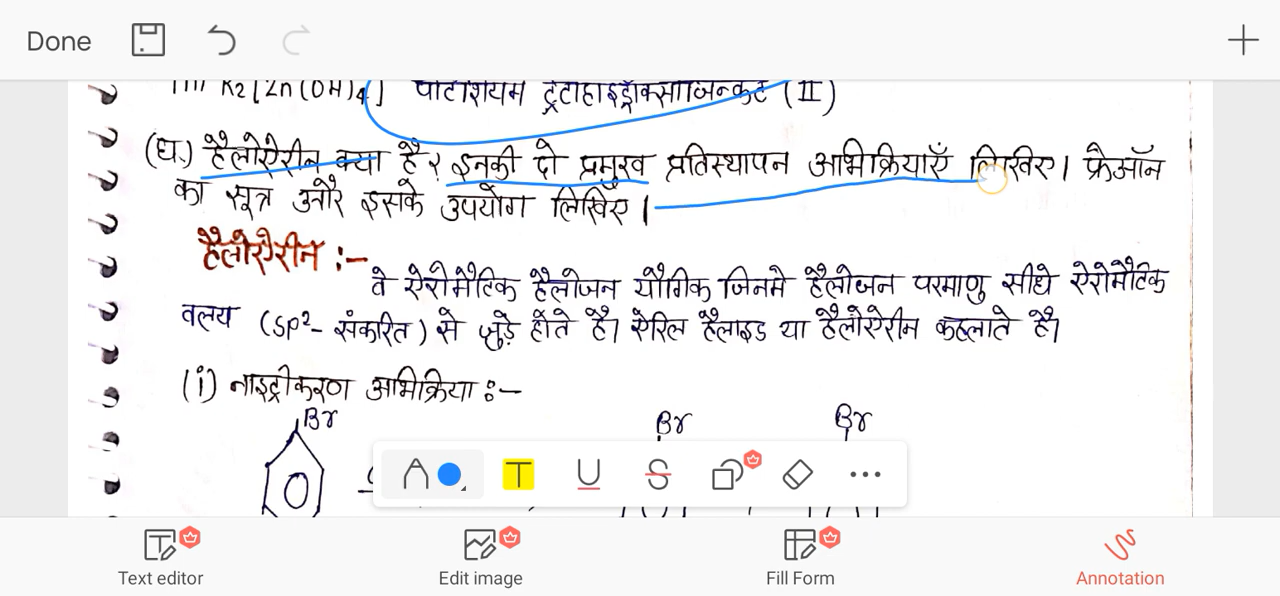 Done
K2[Zn(OH)4] पोटाशियम ट्रेटाहाइड्रॉक्सोजिन्केट (II)
(घ.) हैलोऐरीन क्या है? इनकी दो प्रमुख प्रतिस्थापन अभिक्रियाएँ लिखिए। फ्रेऑन
का सूत्र और इसके उपयोग लिखिए।
हैलोऐरीन :-
वे ऐरोमैटिक हैलोजन यौगिक जिनमे हैलोजन परमाणु सीधे ऐरोमैटिक
वलय (sp²- संकरित) से जुड़े होते है। ऐरिल हैलाइड या हैलोऐरीन कहलाते है।
(i) नाइट्रीकरण अभिक्रिया :-
Br Br Br
T U S
Text editor Edit image Fill Form Annotation